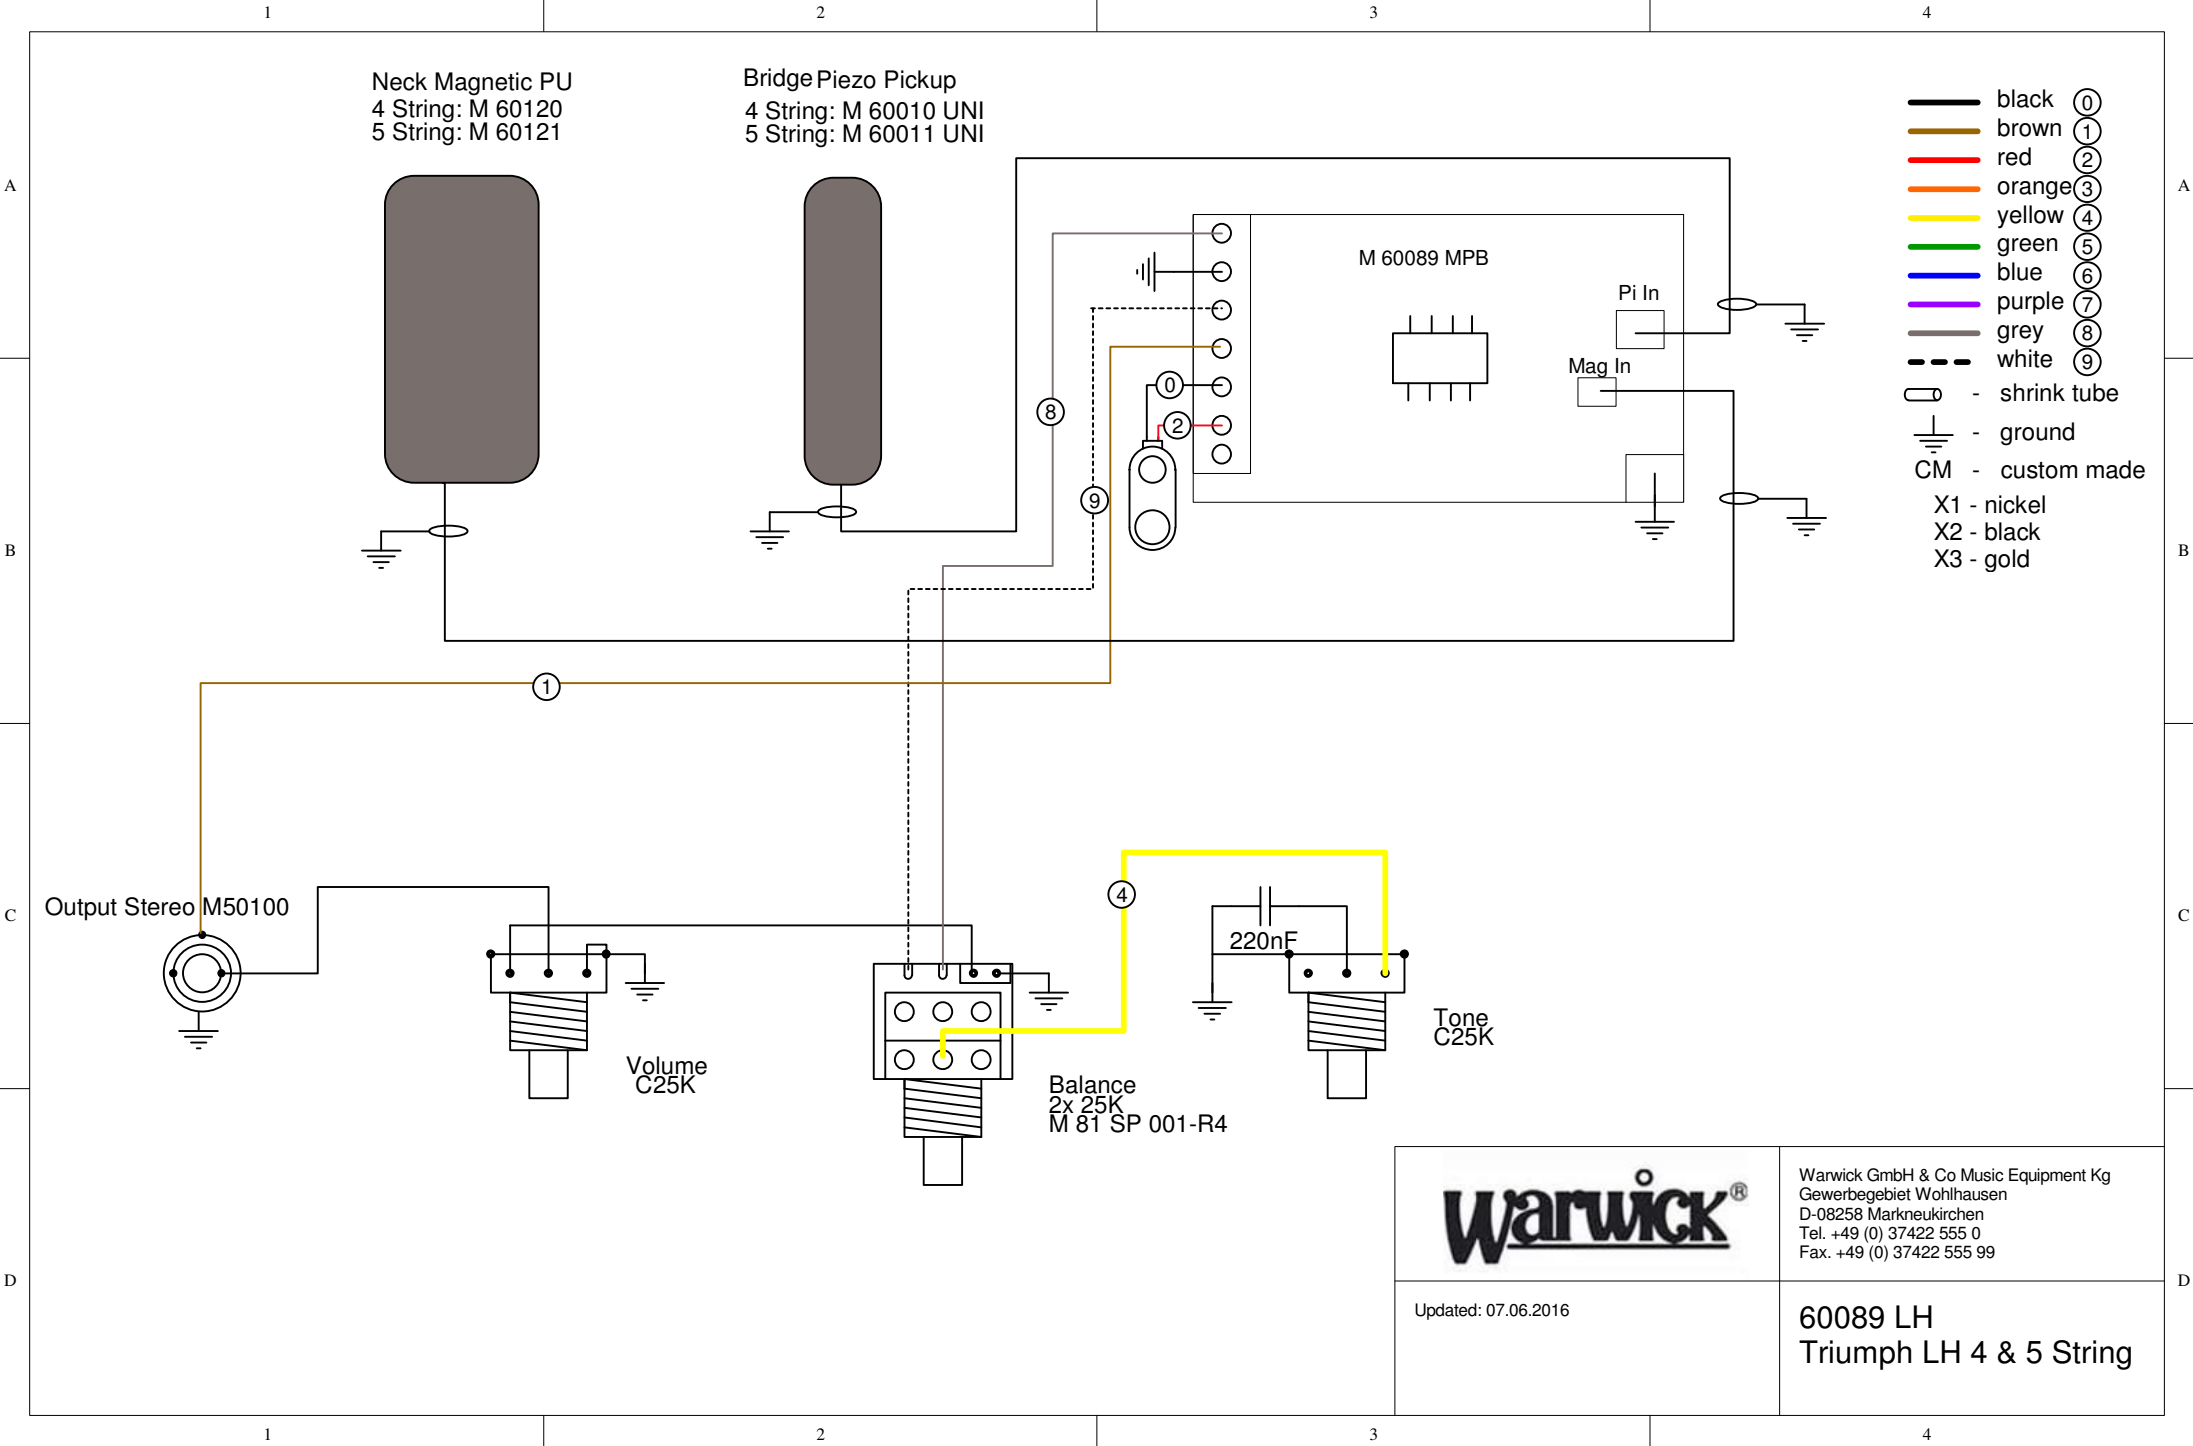 1 2 3 4
A A
B B
C C
D D
1 2 3 4
Neck Magnetic PU
4 String: M 60120
5 String: M 60121
Bridge Piezo Pickup
4 String: M 60010 UNI
5 String: M 60011 UNI
M 60089 MPB
Pi In
Mag In
0
2
8
9
1
4
black 0
brown 1
red 2
orange 3
yellow 4
green 5
blue 6
purple 7
grey 8
white 9
- shrink tube
- ground
CM - custom made
X1 - nickel
X2 - black
X3 - gold
Output Stereo M50100
220nF
Volume
C25K
Balance
2x 25K
M 81 SP 001-R4
Tone
C25K
Warwick®
Warwick GmbH & Co Music Equipment Kg
Gewerbegebiet Wohlhausen
D-08258 Markneukirchen
Tel. +49 (0) 37422 555 0
Fax. +49 (0) 37422 555 99
Updated: 07.06.2016
60089 LH
Triumph LH 4 & 5 String